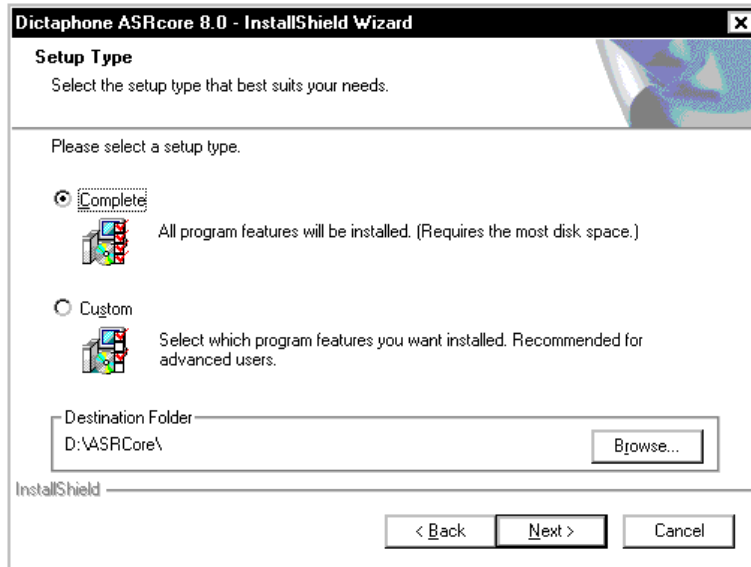 Dictaphone ASRcore 8.0 - InstallShield Wizard
Setup Type
Select the setup type that best suits your needs.
Please select a setup type.
Complete
All program features will be installed. (Requires the most disk space.)
Custom
Select which program features you want installed. Recommended for
advanced users.
Destination Folder
D:\ASRCore\
Browse...
InstallShield
< Back
Next >
Cancel